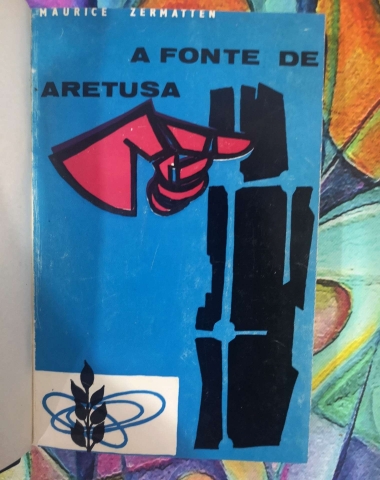 MAURICE ZERMATTEN
A FONTE DE
ARETUSA